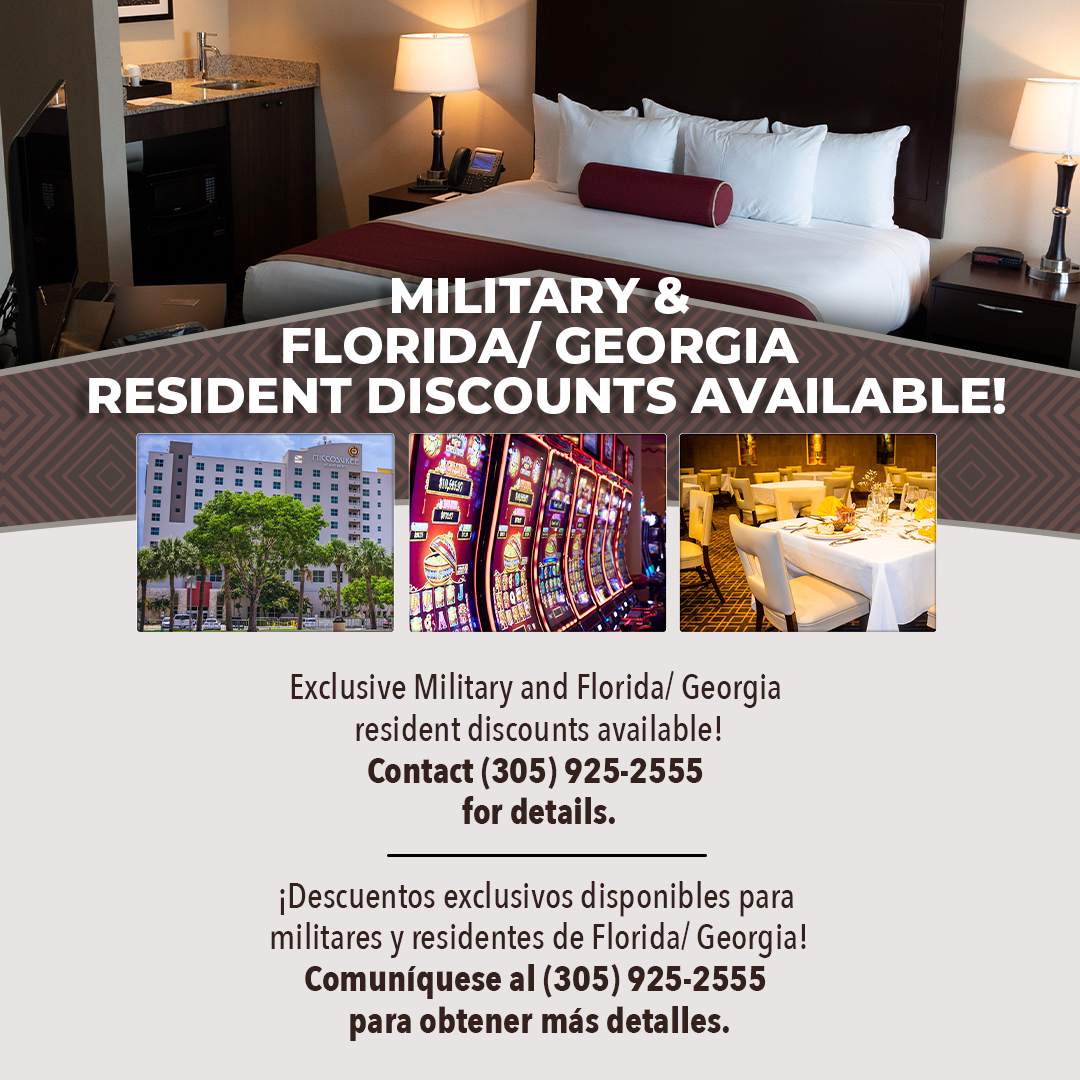 MILITARY &
FLORIDA/ GEORGIA
RESIDENT DISCOUNTS AVAILABLE!
MICCOSUKEE
Exclusive Military and Florida/ Georgia
resident discounts available!
Contact (305) 925-2555
for details.
¡Descuentos exclusivos disponibles para
militares y residentes de Florida/ Georgia!
Comuníquese al (305) 925-2555
para obtener más detalles.